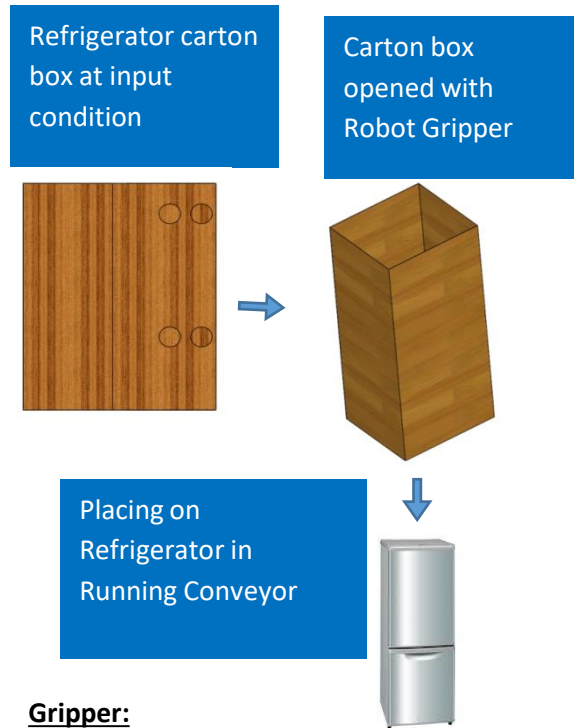 Refrigerator carton
box at input
condition
Carton box
opened with
Robot Gripper
Placing on
Refrigerator in
Running Conveyor
Gripper: